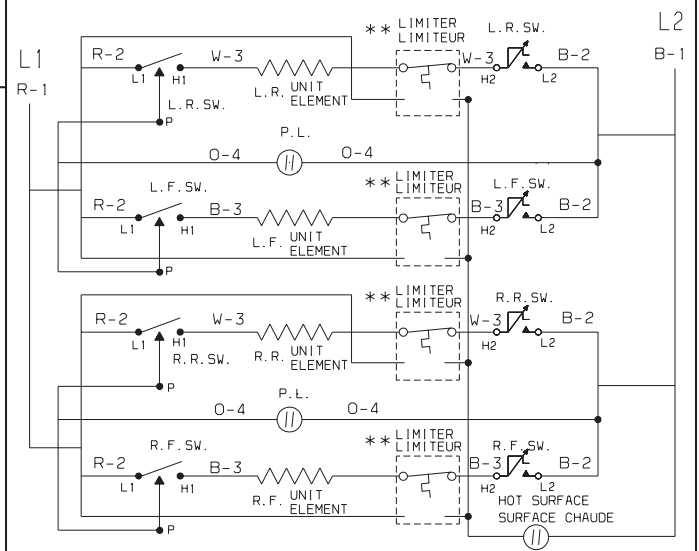 L1
R-1
L2
B-1
R-2
L1
H1
W-3
L.R.SW.
P
L.R. UNIT
ELEMENT
** LIMITER
LIMITEUR
W-3
H2
L.R.SW.
L2
B-2
P.L.
O-4
O-4
R-2
L.F.SW.
L1
H1
B-3
L.F. UNIT
ELEMENT
P
** LIMITER
LIMITEUR
B-3
H2
L.F.SW.
L2
B-2
R-2
L1
H1
W-3
R.R.SW.
P
R.R. UNIT
ELEMENT
** LIMITER
LIMITEUR
W-3
H2
R.R.SW.
L2
B-2
P.L.
O-4
O-4
R-2
R.F.SW.
L1
H1
B-3
R.F. UNIT
ELEMENT
P
** LIMITER
LIMITEUR
B-3
H2
R.F.SW.
L2
B-2
HOT SURFACE
SURFACE CHAUDE